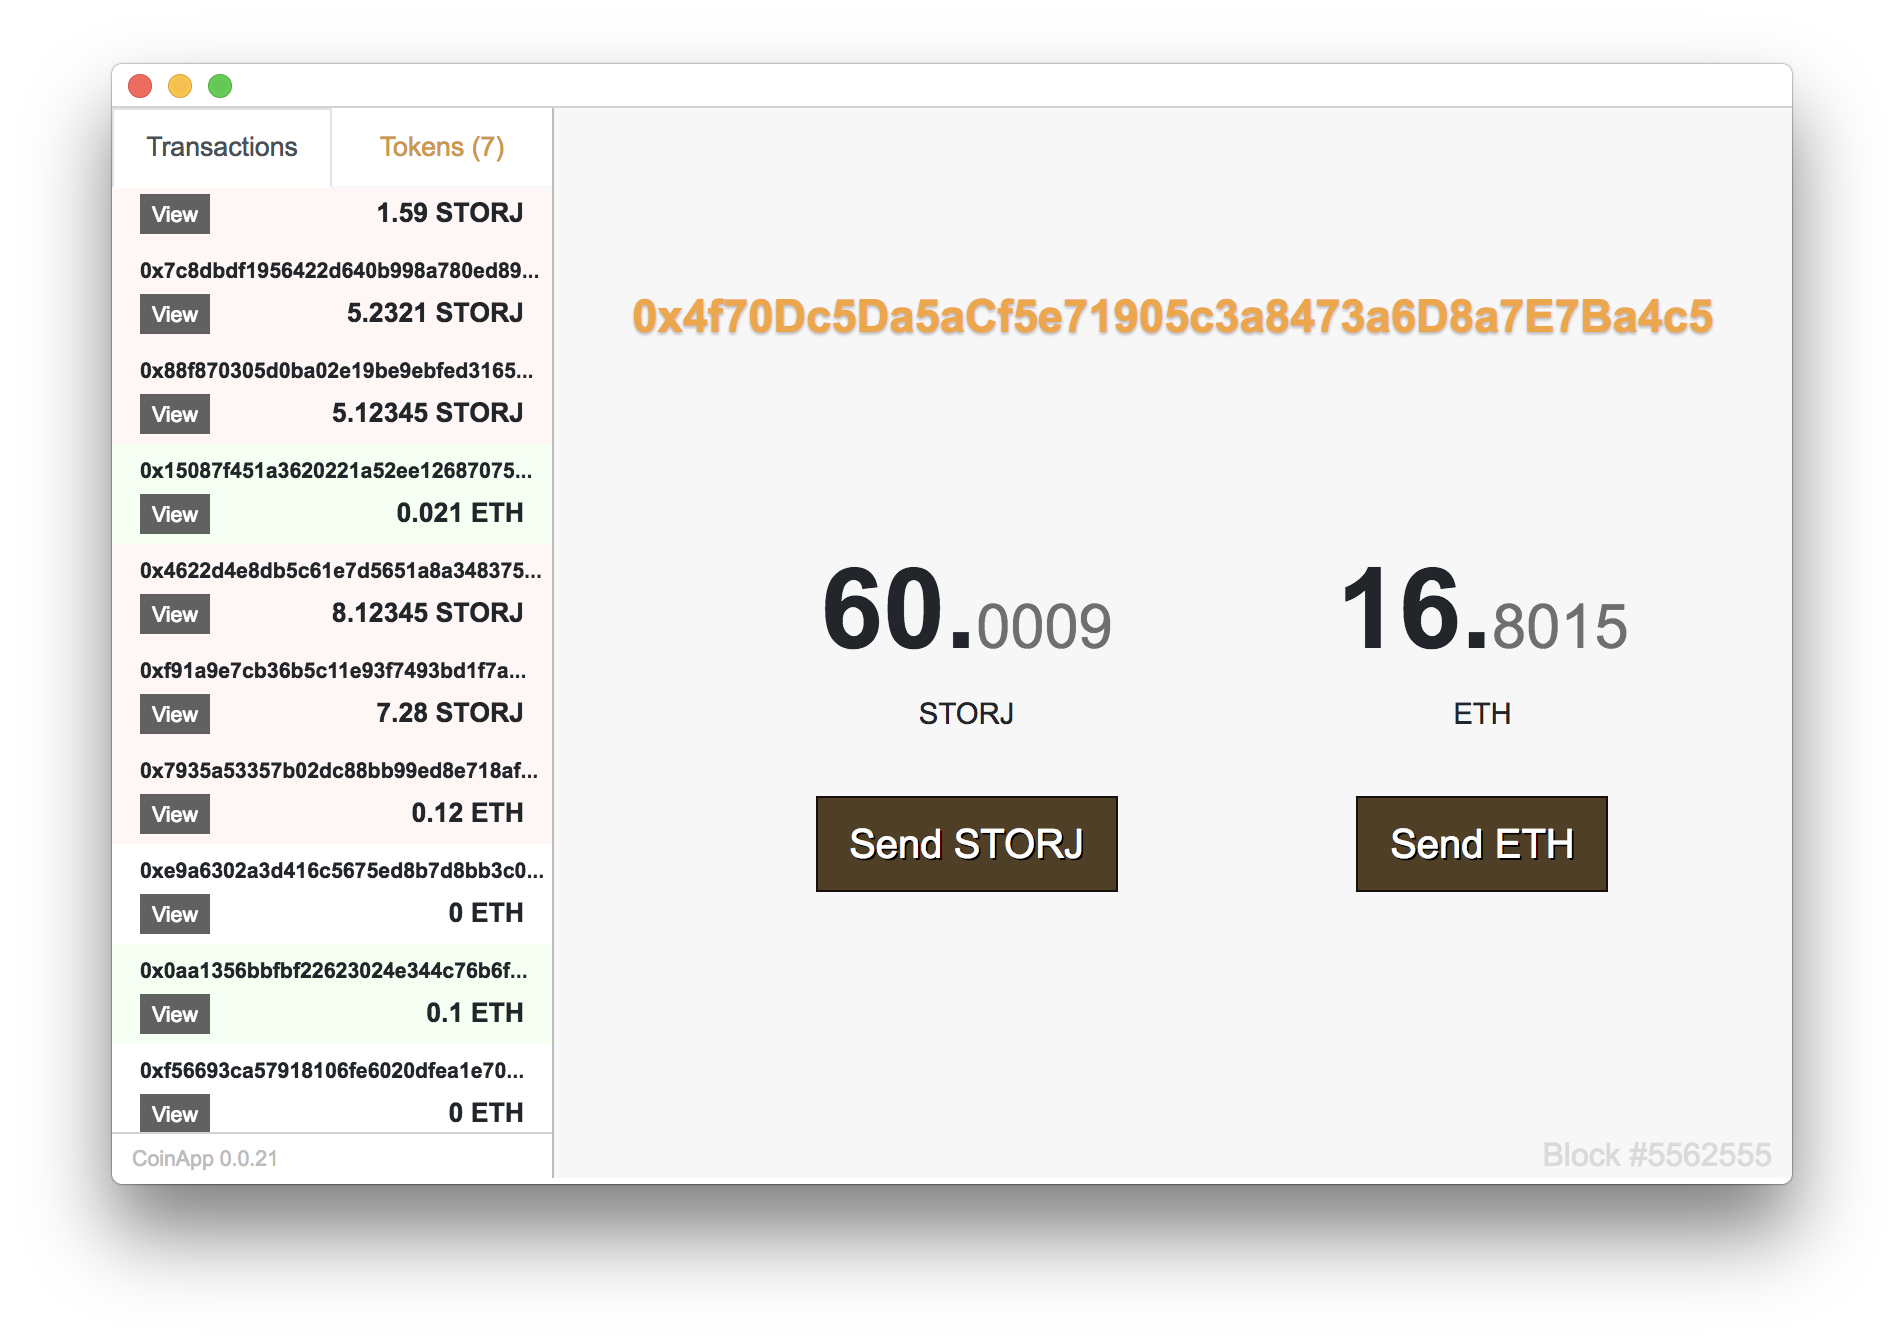 Transactions
Tokens (7)
View
1.59 STORJ
0x7c8dbdf1956422d640b998a780ed89...
View
5.2321 STORJ
0x88f870305d0ba02e19be9ebfed3165...
View
5.12345 STORJ
0x15087f451a3620221a52ee12687075...
View
0.021 ETH
0x4622d4e8db5c61e7d5651a8a348375...
View
8.12345 STORJ
0xf91a9e7cb36b5c11e93f7493bd1f7a...
View
7.28 STORJ
0x7935a53357b02dc88bb99ed8e718af...
View
0.12 ETH
0xe9a6302a3d416c5675ed8b7d8bb3c0...
View
0 ETH
0x0aa1356bbfbf22623024e344c76b6f...
View
0.1 ETH
0xf56693ca57918106fe6020dfea1e70...
View
0 ETH
CoinApp 0.0.21
0x4f70Dc5Da5aCf5e71905c3a8473a6D8a7E7Ba4c5
60.0009
STORJ
Send STORJ
16.8015
ETH
Send ETH
Block #5562555